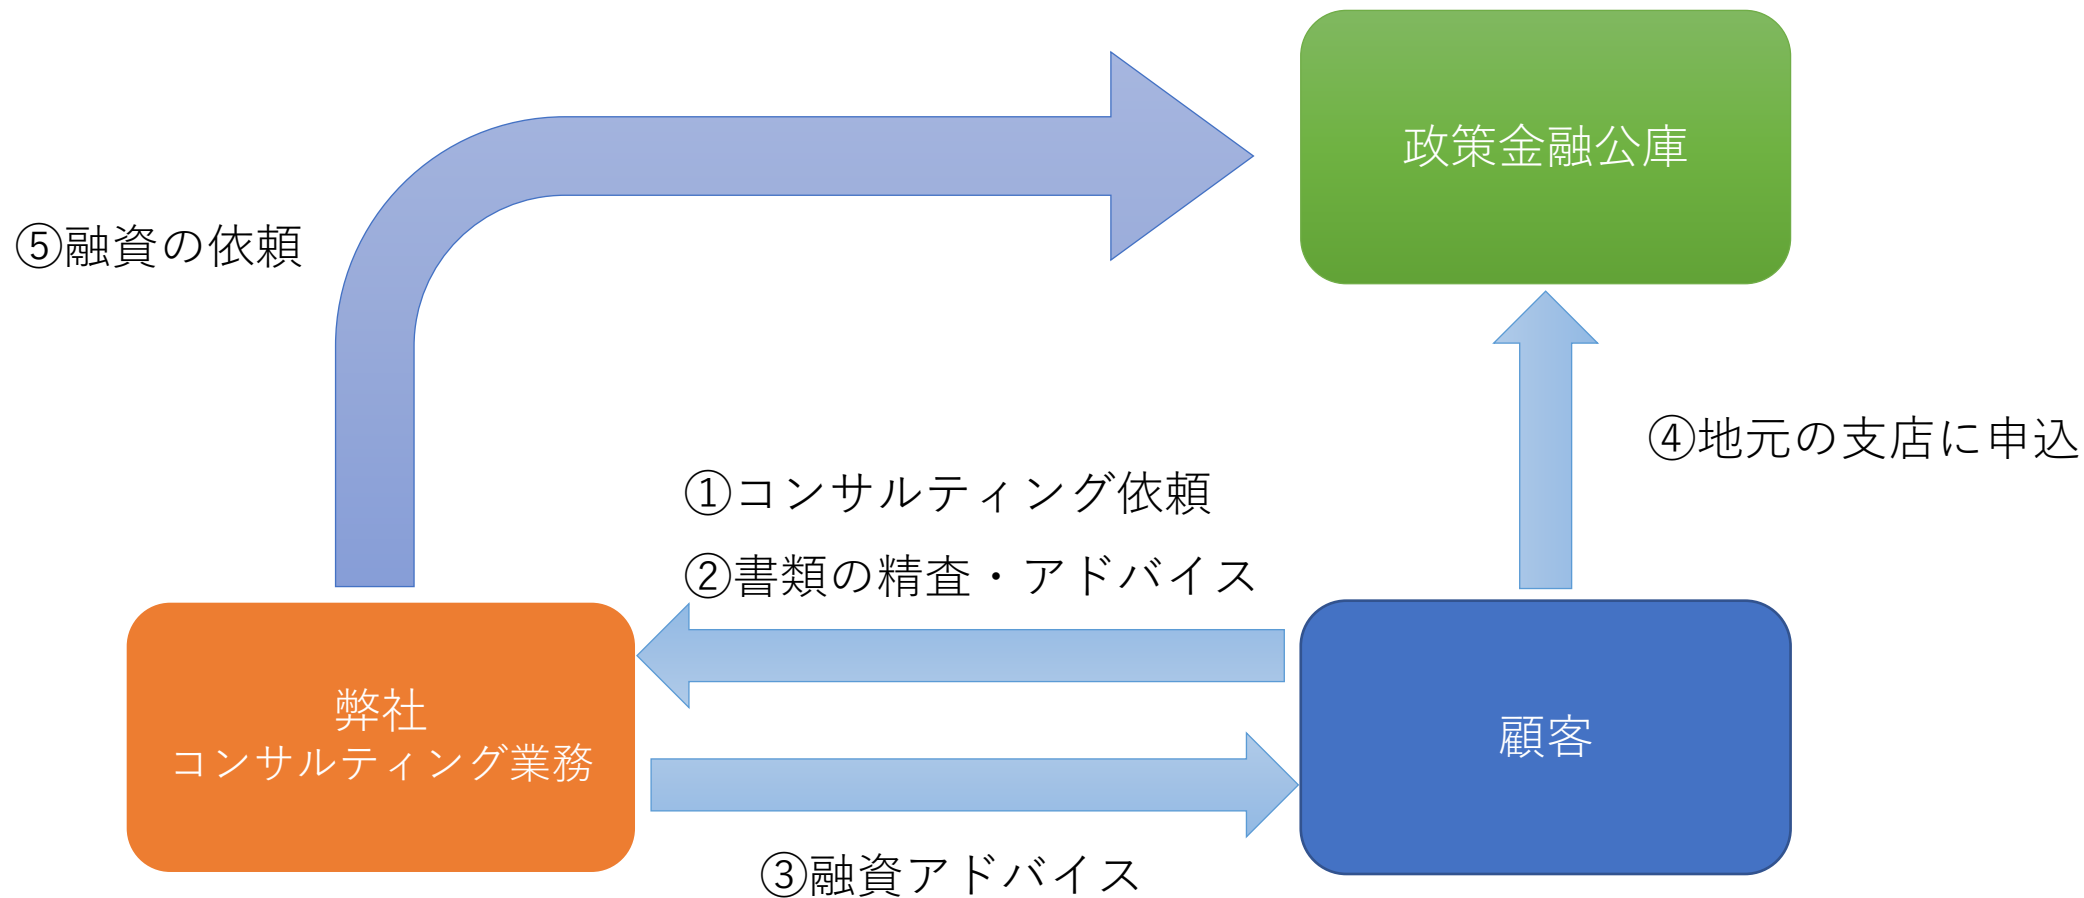 政策金融公庫
⑤融資の依頼
④地元の支店に申込
①コンサルティング依頼
②書類の精査・アドバイス
弊社
コンサルティング業務
顧客
③融資アドバイス